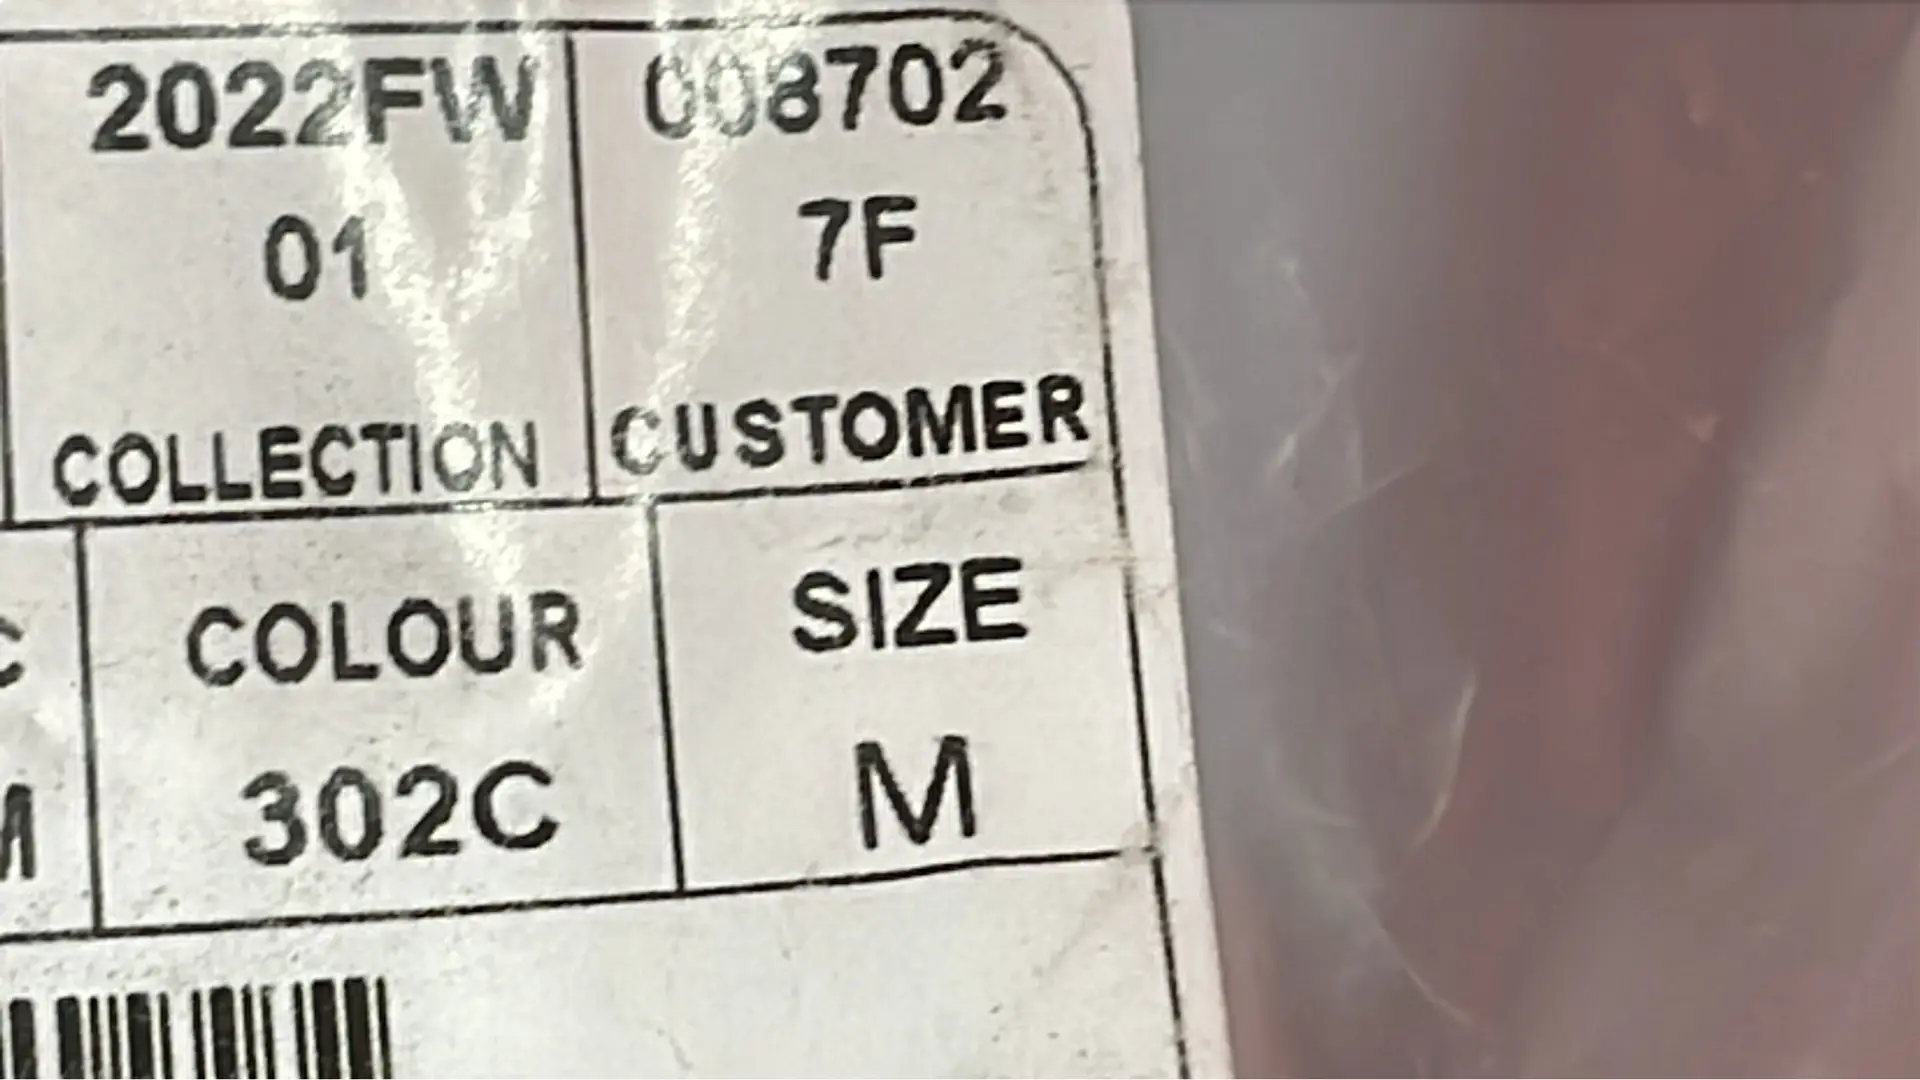 2022FW 008702
01 7F
COLLECTION CUSTOMER
COLOUR SIZE
302C M